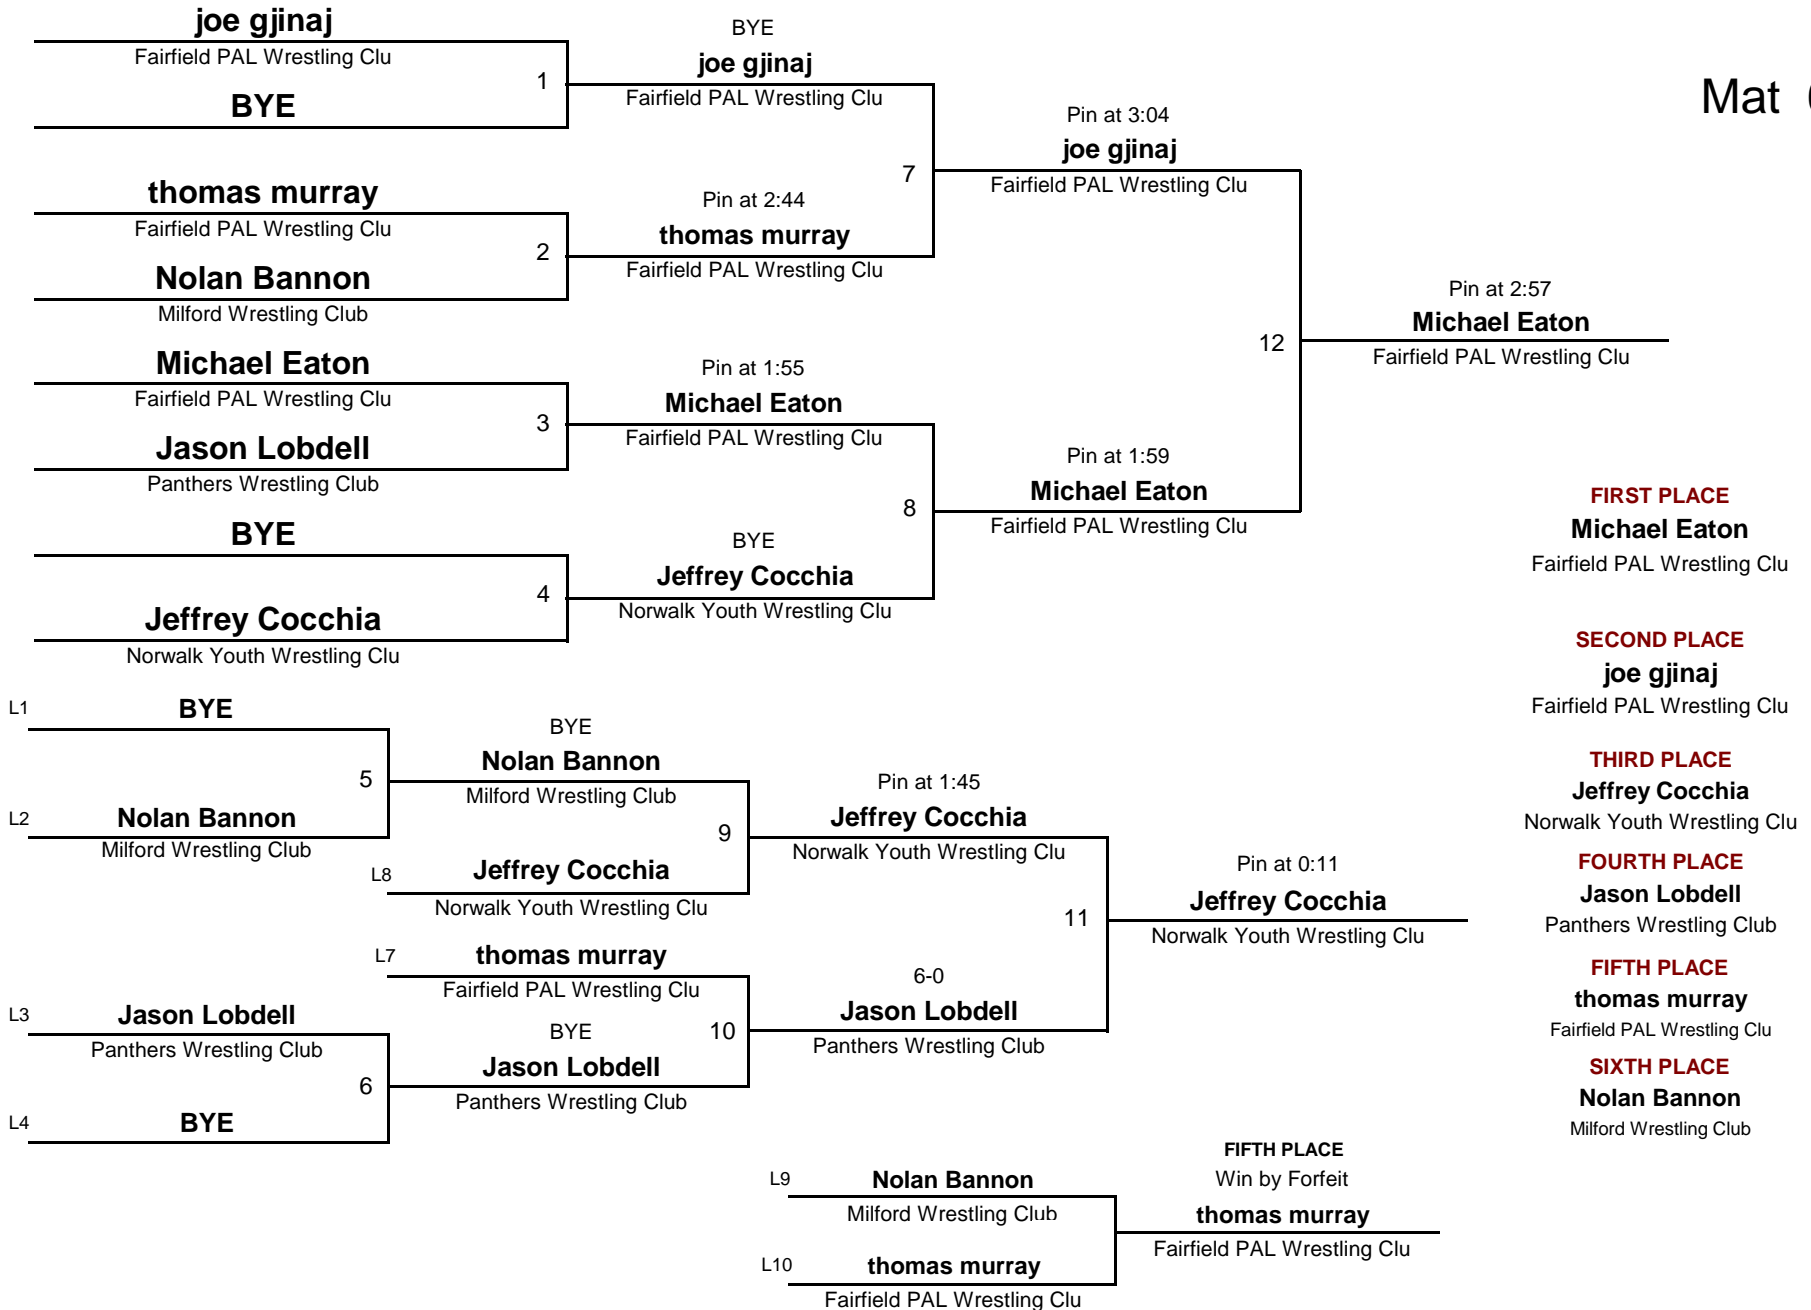 joe gjinaj
Fairfield PAL Wrestling Clu
1
BYE
BYE
joe gjinaj
Fairfield PAL Wrestling Clu
Mat
thomas murray
Fairfield PAL Wrestling Clu
2
Nolan Bannon
Milford Wrestling Club
Pin at 2:44
thomas murray
Fairfield PAL Wrestling Clu
7
Pin at 3:04
joe gjinaj
Fairfield PAL Wrestling Clu
Michael Eaton
Fairfield PAL Wrestling Clu
3
Jason Lobdell
Panthers Wrestling Club
Pin at 1:55
Michael Eaton
Fairfield PAL Wrestling Clu
BYE
4
Jeffrey Cocchia
Norwalk Youth Wrestling Clu
BYE
Jeffrey Cocchia
Norwalk Youth Wrestling Clu
8
Pin at 1:59
Michael Eaton
Fairfield PAL Wrestling Clu
12
Pin at 2:57
Michael Eaton
Fairfield PAL Wrestling Clu
L1
BYE
5
L2
Nolan Bannon
Milford Wrestling Club
BYE
Nolan Bannon
Milford Wrestling Club
9
L8
Jeffrey Cocchia
Norwalk Youth Wrestling Clu
Pin at 1:45
Jeffrey Cocchia
Norwalk Youth Wrestling Clu
L7
thomas murray
Fairfield PAL Wrestling Clu
L3
Jason Lobdell
Panthers Wrestling Club
6
L4
BYE
BYE
10
Jason Lobdell
Panthers Wrestling Club
6-0
Jason Lobdell
Panthers Wrestling Club
11
Pin at 0:11
Jeffrey Cocchia
Norwalk Youth Wrestling Clu
L9
Nolan Bannon
Milford Wrestling Club
L10
thomas murray
Fairfield PAL Wrestling Clu
FIFTH PLACE
Win by Forfeit
thomas murray
Fairfield PAL Wrestling Clu
FIRST PLACE
Michael Eaton
Fairfield PAL Wrestling Clu
SECOND PLACE
joe gjinaj
Fairfield PAL Wrestling Clu
THIRD PLACE
Jeffrey Cocchia
Norwalk Youth Wrestling Clu
FOURTH PLACE
Jason Lobdell
Panthers Wrestling Club
FIFTH PLACE
thomas murray
Fairfield PAL Wrestling Clu
SIXTH PLACE
Nolan Bannon
Milford Wrestling Club